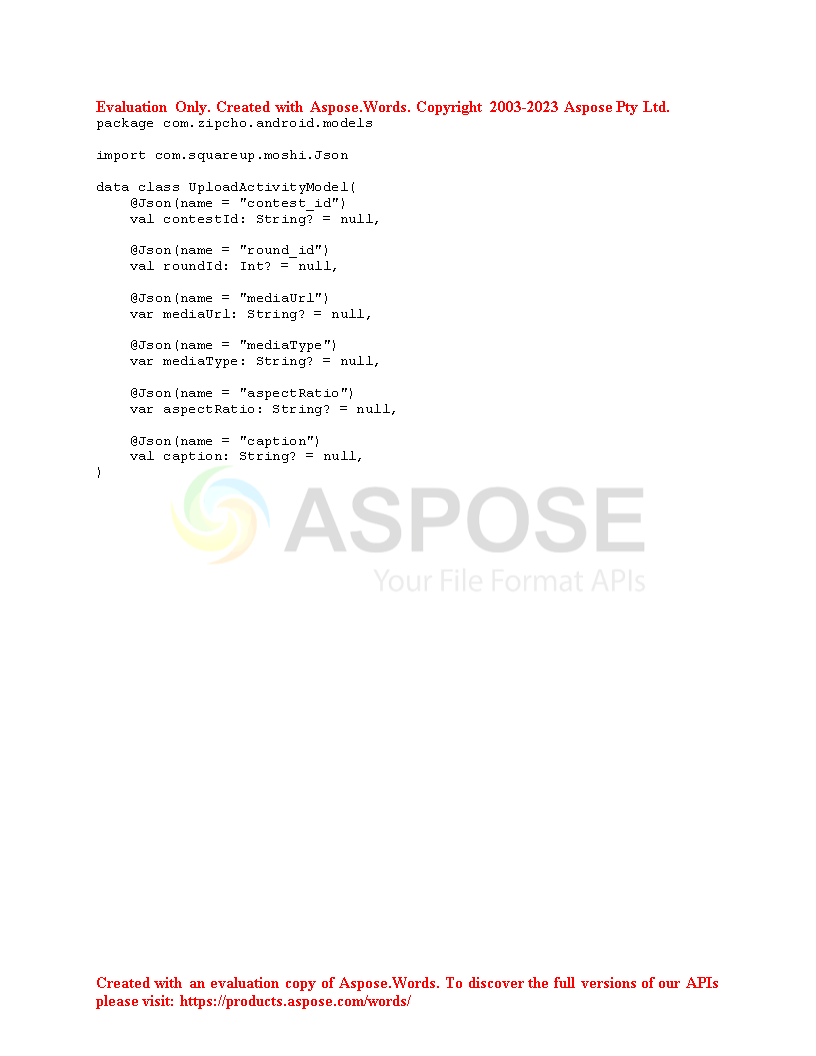 Evaluation Only. Created with Aspose.Words. Copyright 2003-2023 Aspose Pty Ltd.
package com.zipcho.android.models

import com.squareup.moshi.Json

data class UploadActivityModel(
    @Json(name = "contest_id")
    val contestId: String? = null,

    @Json(name = "round_id")
    val roundId: Int? = null,

    @Json(name = "mediaUrl")
    var mediaUrl: String? = null,

    @Json(name = "mediaType")
    var mediaType: String? = null,

    @Json(name = "aspectRatio")
    var aspectRatio: String? = null,

    @Json(name = "caption")
    val caption: String? = null,
)
ASPOSE
Your File Format APIs
Created with an evaluation copy of Aspose.Words. To discover the full versions of our APIs
please visit: https://products.aspose.com/words/